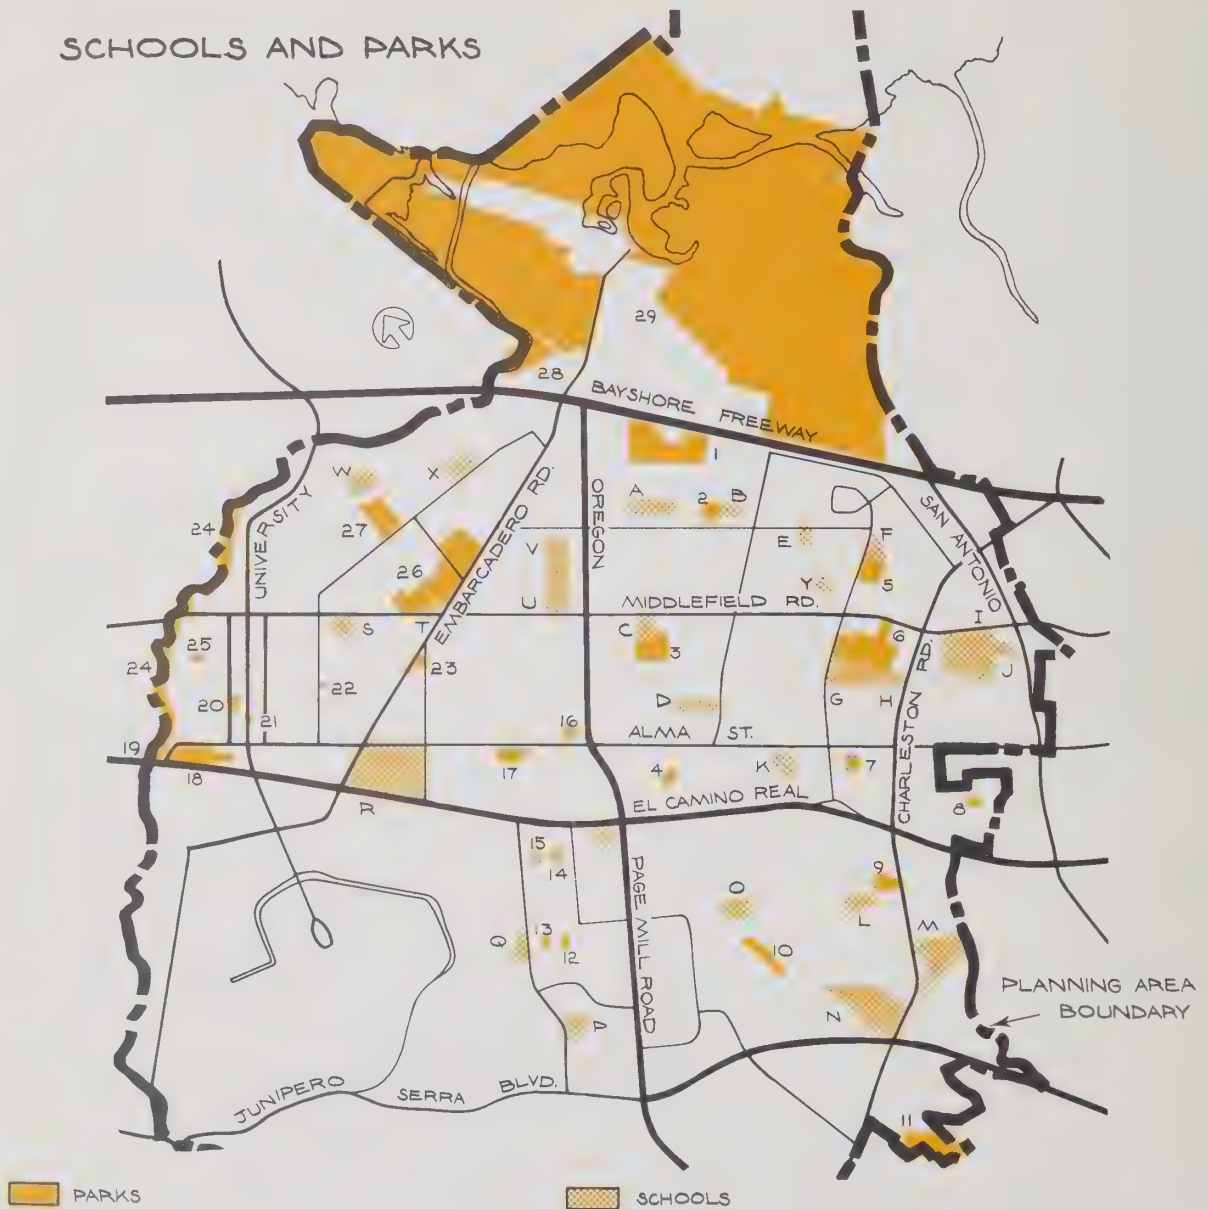 SCHOOLS AND PARKS
29
28
BAYSHORE FREEWAY
1
W
X
A
2
B
SAN ANTONIO
24
UNIVERSITY
27
EMBARCADERO RD.
OREGON
V
E
F
26
Y
5
U
MIDDLEFIELD RD.
I
S
T
C
6
25
3
J
24
23
22
D
G
H
CHARLESTON RD.
20
21
16
ALMA ST.
19
18
17
4
K
7
R
EL CAMINO REAL
8
15
14
9
PAGE MILL ROAD
O
L
M
Q
13
12
10
PLANNING AREA
BOUNDARY
N
P
JUNIPERO SERRA BLVD.
11
PARKS
SCHOOLS